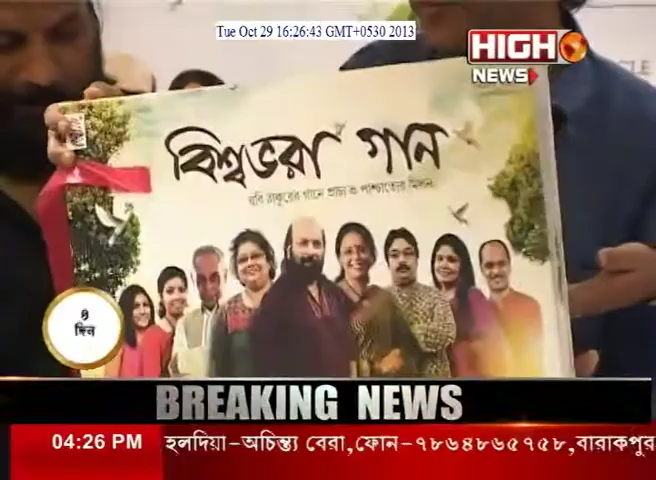 Tue Oct 29 16:26:43 GMT+0530 2013
HIGH
NEWS
বিশ্বভরা গান
রবি ঠাকুরের গানে প্রাচ্য ও পাশ্চাত্যের মিলন
৪
দিন
BREAKING NEWS
04:26 PM
হলদিয়া-অচিন্ত্য বেরা,ফোন-৭৮৬৪৮৬৫৭৫৮,বারাকপুর